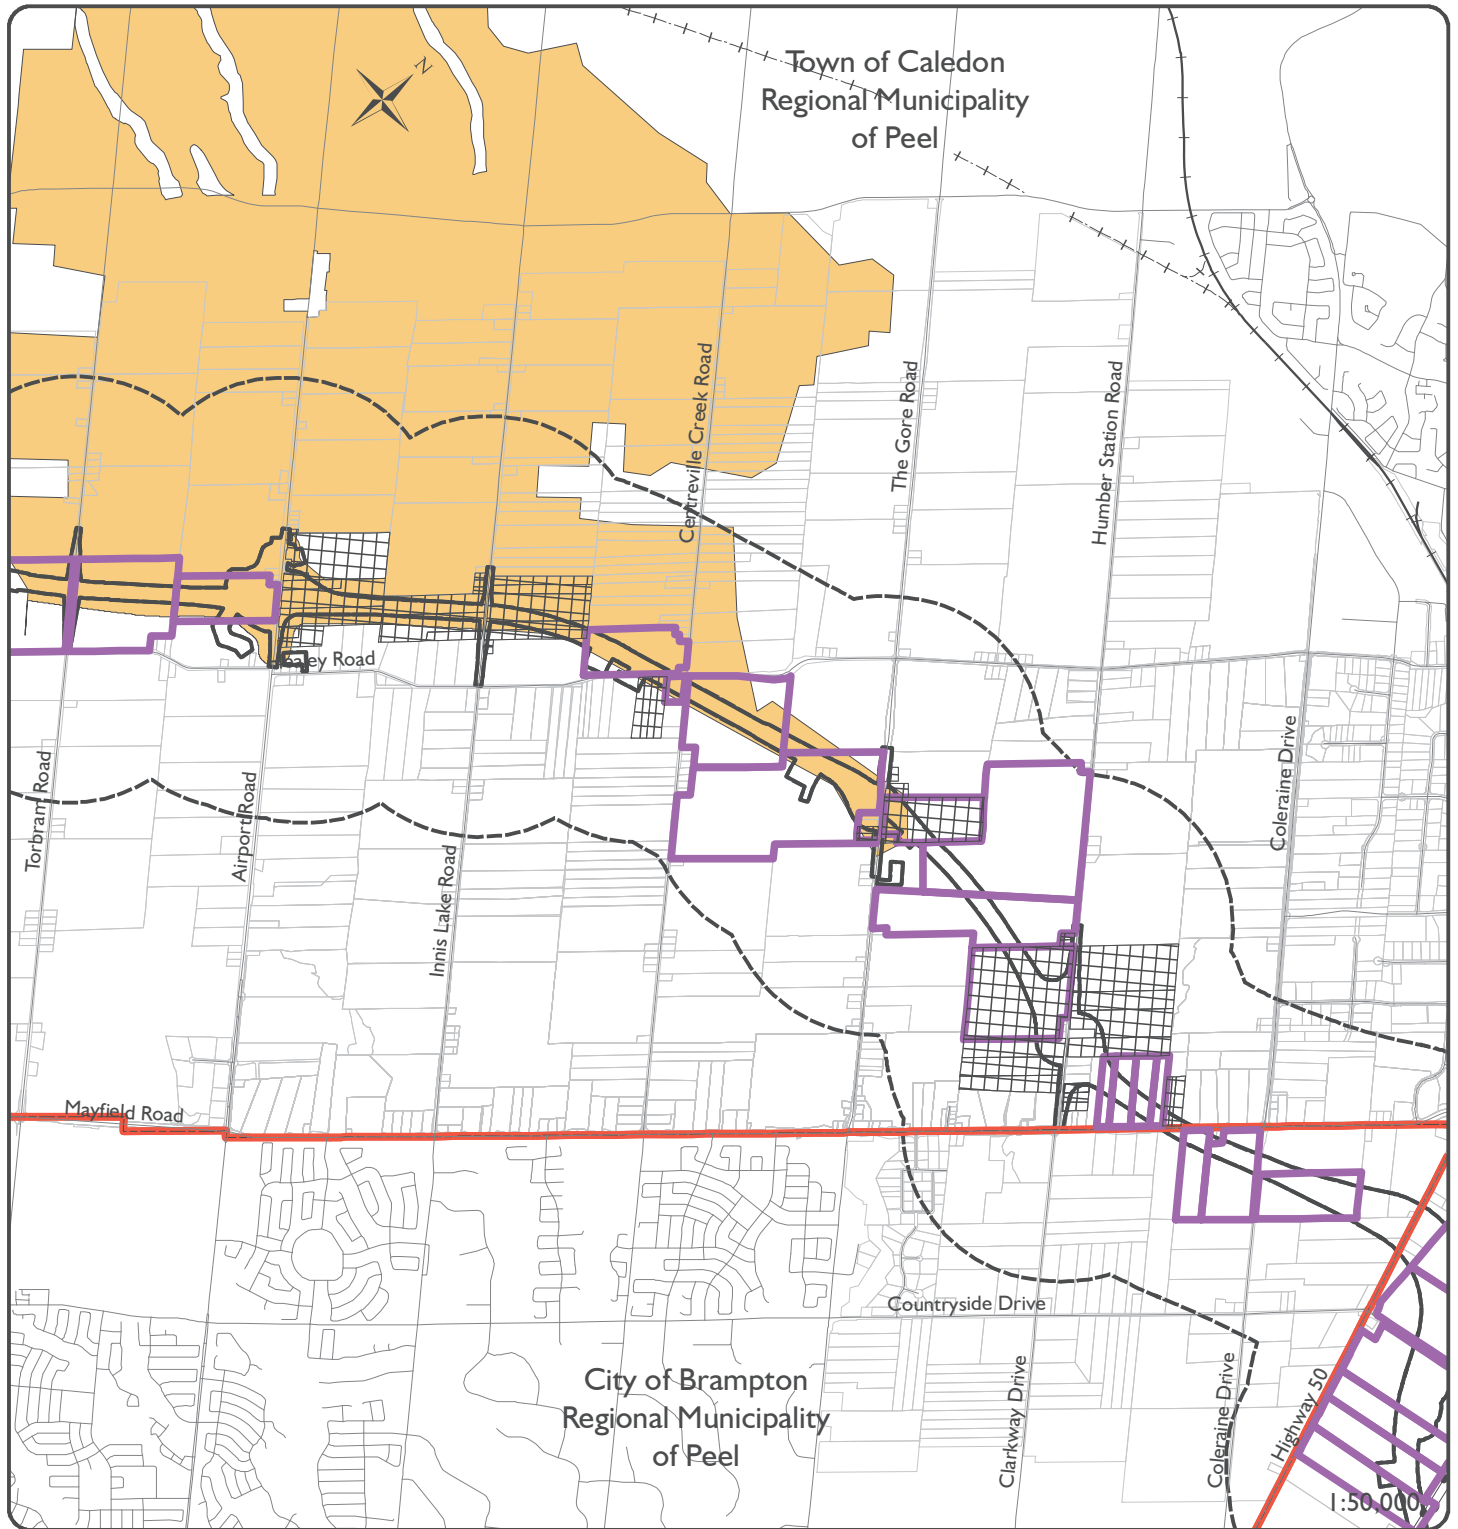 N
Town of Caledon
Regional Municipality
of Peel
Centreville Creek Road
The Gore Road
Humber Station Road
Healey Road
Torbram Road
Airport Road
Innis Lake Road
Coleraine Drive
Mayfield Road
Countryside Drive
City of Brampton
Regional Municipality
of Peel
Clarkway Drive
Coleraine Drive
Highway 50
1:50,000